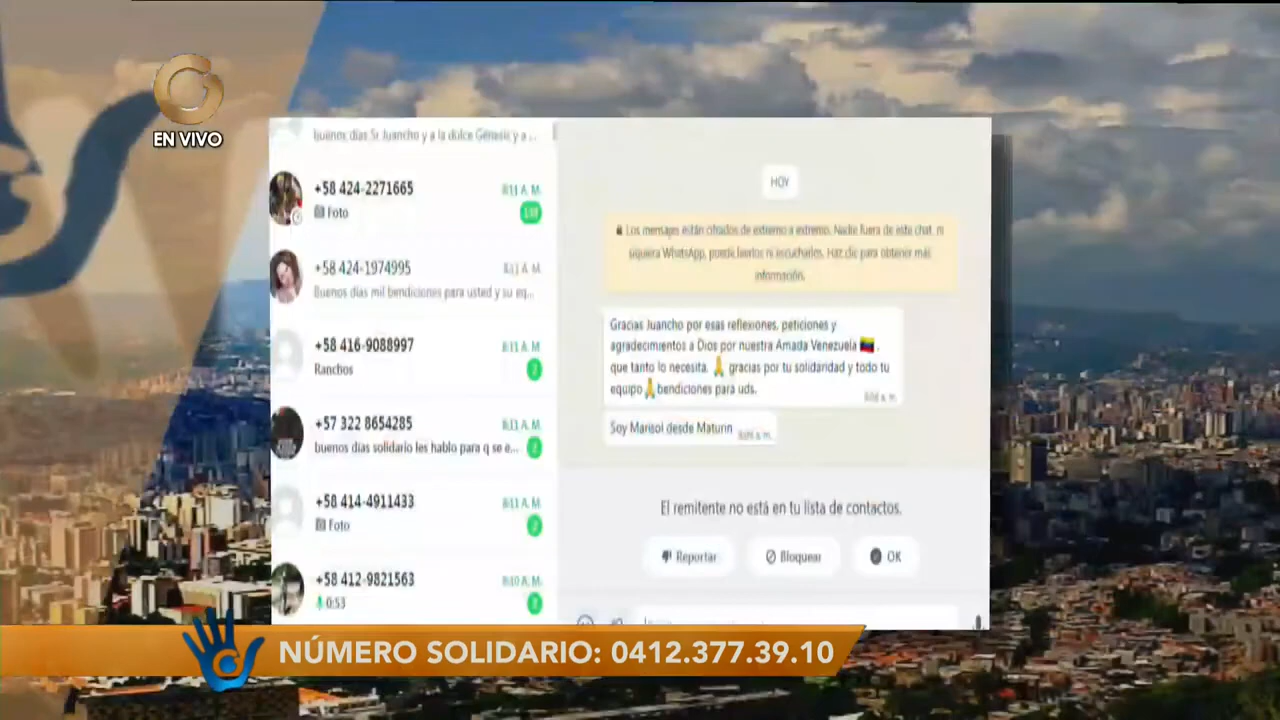 EN VIVO
buenos días Sr Juancho y a la dulce Génesis y a ...
+58 424-2271665
8:11 A. M.
Foto
+58 424-1974995
8:11 A. M.
Buenos días mil bendiciones para usted y su eq...
+58 416-9088997
8:11 A. M.
Ranchos
2
+57 322 8654285
8:11 A. M.
buenos días solidario les hablo para q se e...
2
+58 414-4911433
8:11 A. M.
Foto
2
+58 412-9821563
8:10 A. M.
0:53
HOY
Los mensajes están cifrados de extremo a extremo. Nadie fuera de este chat, ni
siquiera WhatsApp, puede leerlos ni escucharlos. Haz clic para obtener más
información.
Gracias Juancho por esas reflexiones, peticiones y
agradecimientos a Dios por nuestra Amada Venezuela 🇻🇪 .
que tanto lo necesita. 🙏 gracias por tu solidaridad y todo tu
equipo🙏bendiciones para uds.
Soy Marisol desde Maturin
El remitente no está en tu lista de contactos.
Reportar
Bloquear
OK
NÚMERO SOLIDARIO: 0412.377.39.10